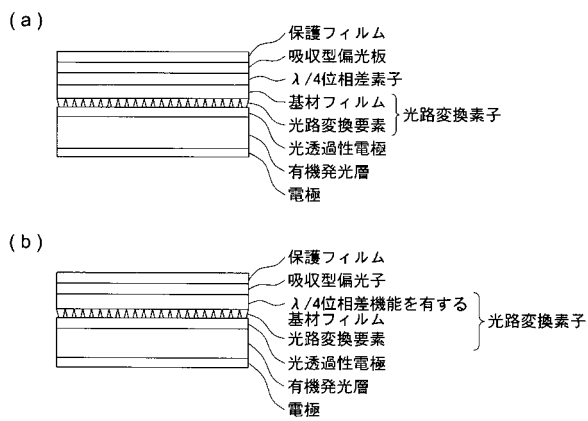 (a)
保護フィルム
吸収型偏光板
λ/4位相差素子
基材フィルム
光路変換要素
光路変換素子
光透過性電極
有機発光層
電極
(b)
保護フィルム
吸収型偏光子
λ/4位相差機能を有する
基材フィルム
光路変換要素
光路変換素子
光透過性電極
有機発光層
電極